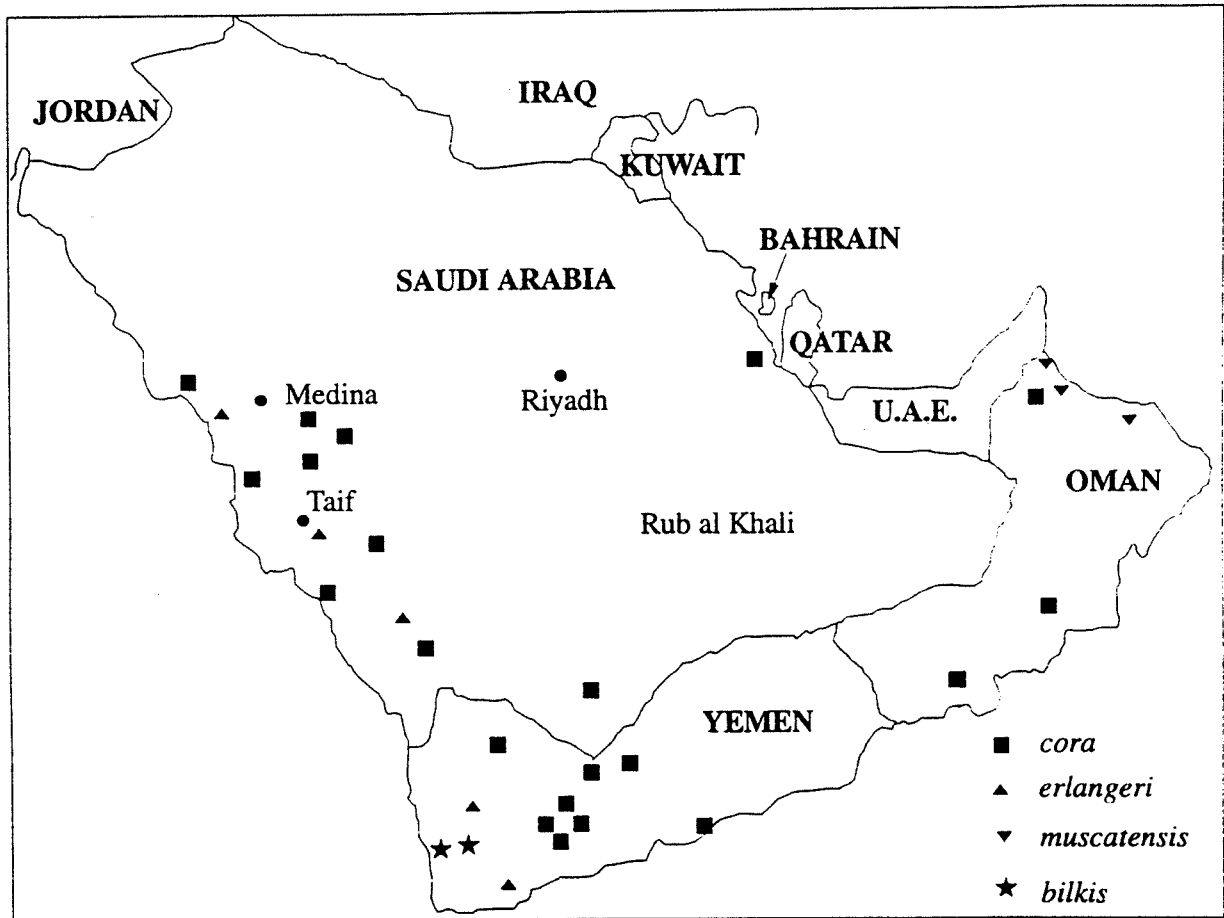 IRAQ
JORDAN
KUWAIT
BAHRAIN
SAUDI ARABIA
QATAR
Medina
Riyadh
U.A.E.
OMAN
Taif
Rub al Khali
YEMEN
cora
erlangeri
muscatensis
bilkis